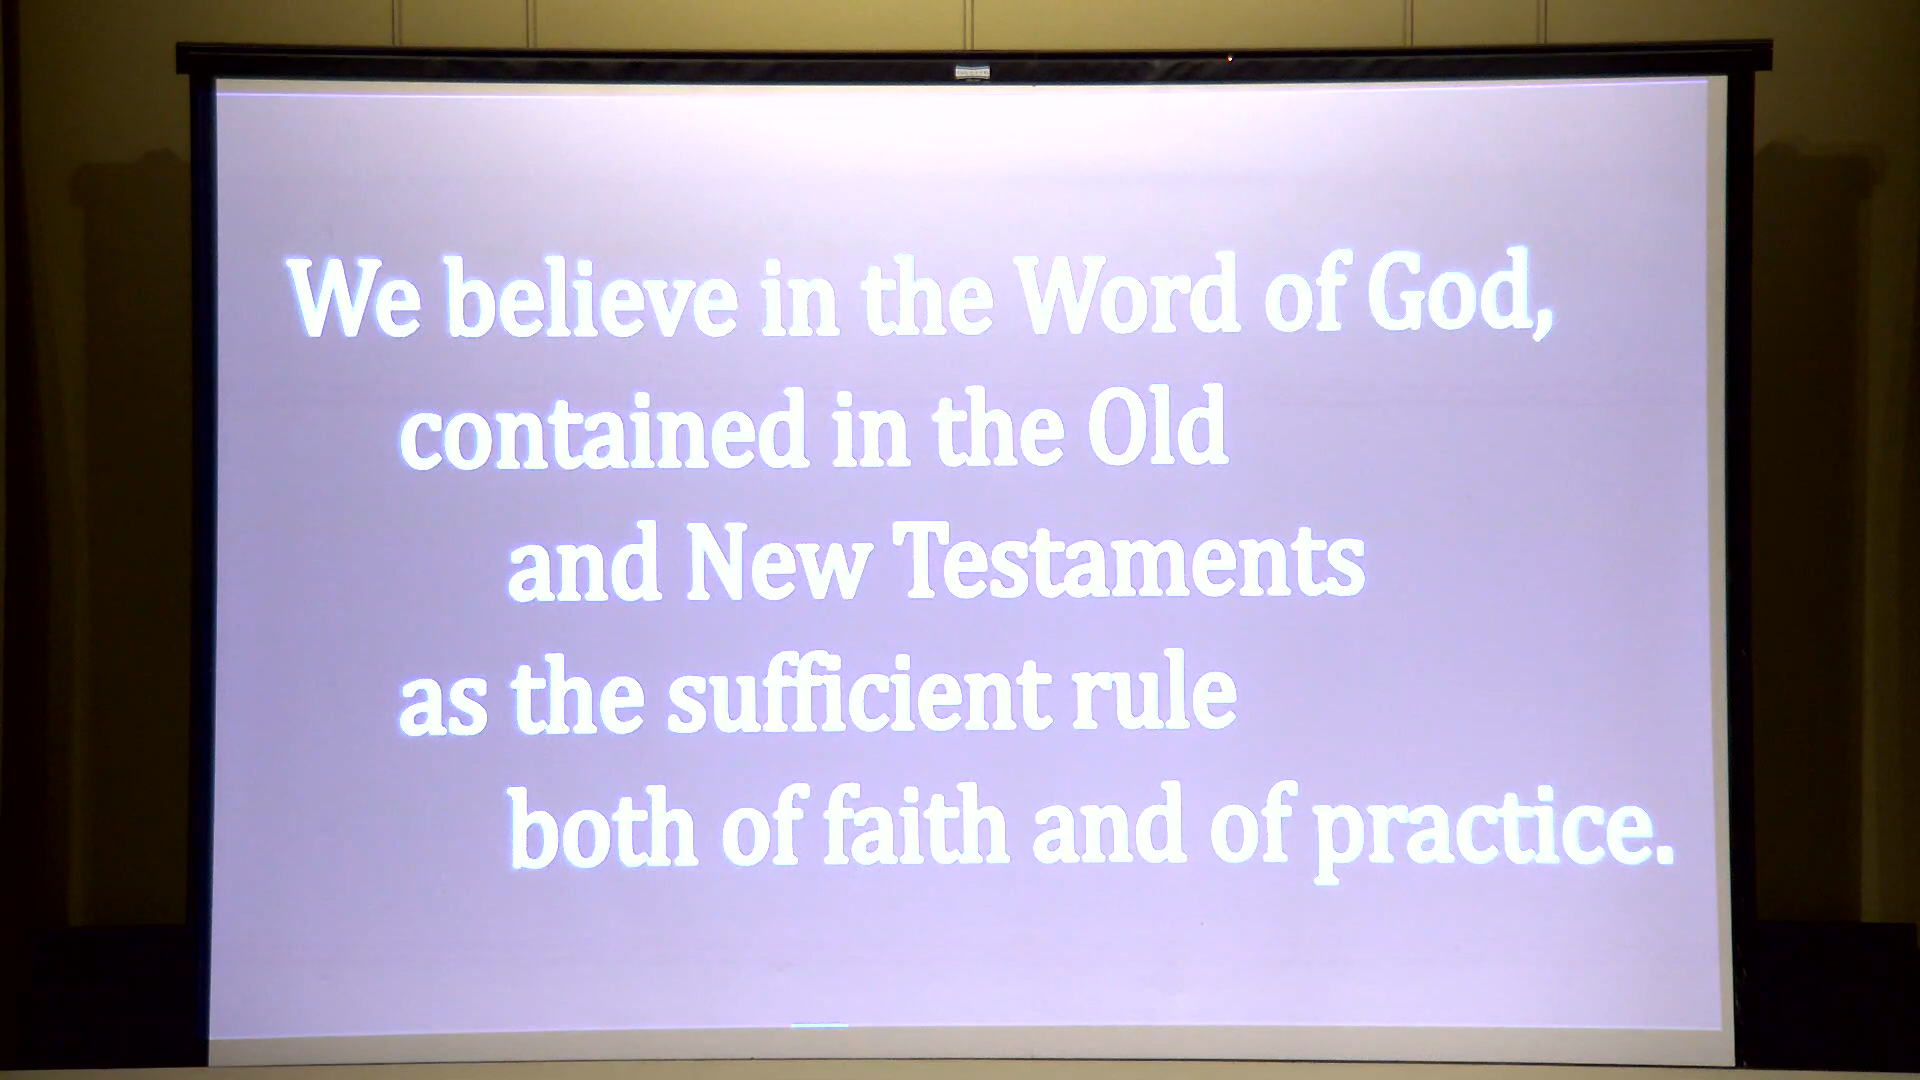 We believe in the Word of God,
contained in the Old
and New Testaments
as the sufficient rule
both of faith and of practice.